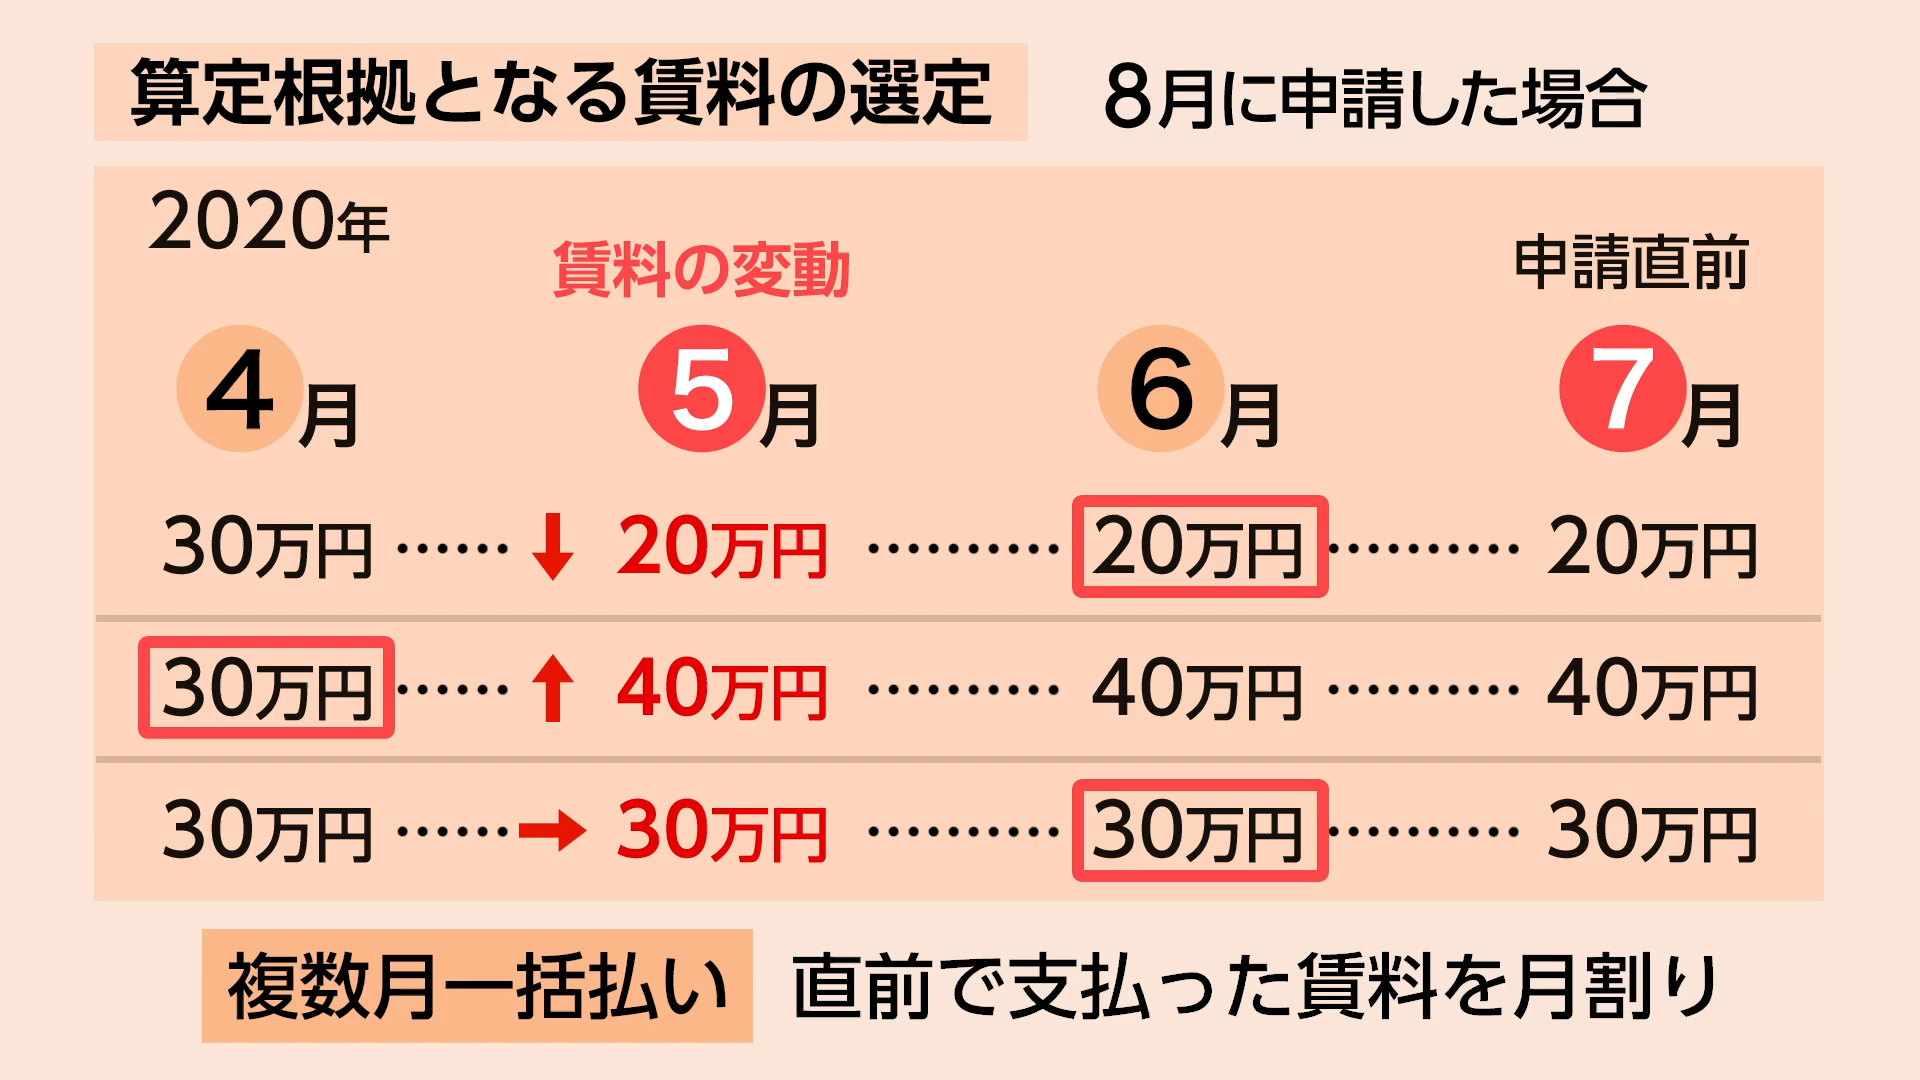 算定根拠となる賃料の選定 8月に申請した場合
2020年
賃料の変動
申請直前
4月 5月 6月 7月
30万円 …… ↓ 20万円 ………… 20万円 ………… 20万円
30万円 …… ↑ 40万円 ………… 40万円 ………… 40万円
30万円 …… → 30万円 ………… 30万円 ………… 30万円
複数月一括払い 直前で支払った賃料を月割り